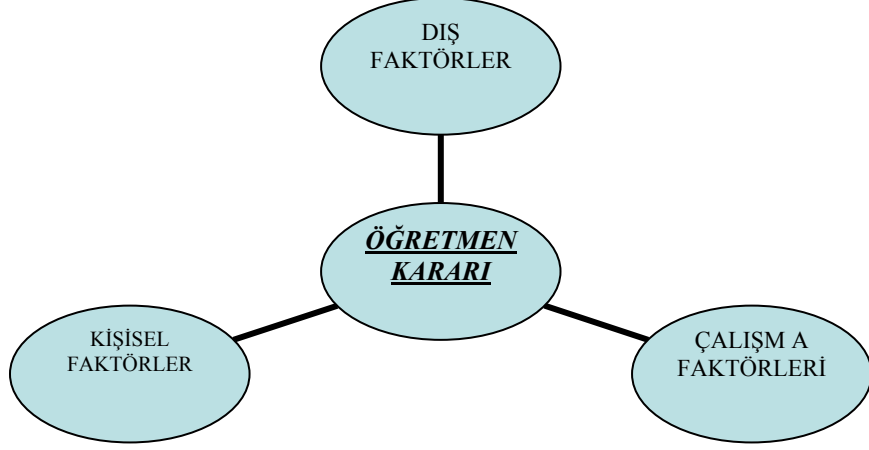 DIŞ
FAKTÖRLER
ÖĞRETMEN
KARARI
KİŞİSEL
FAKTÖRLER
ÇALIŞM A
FAKTÖRLERİ